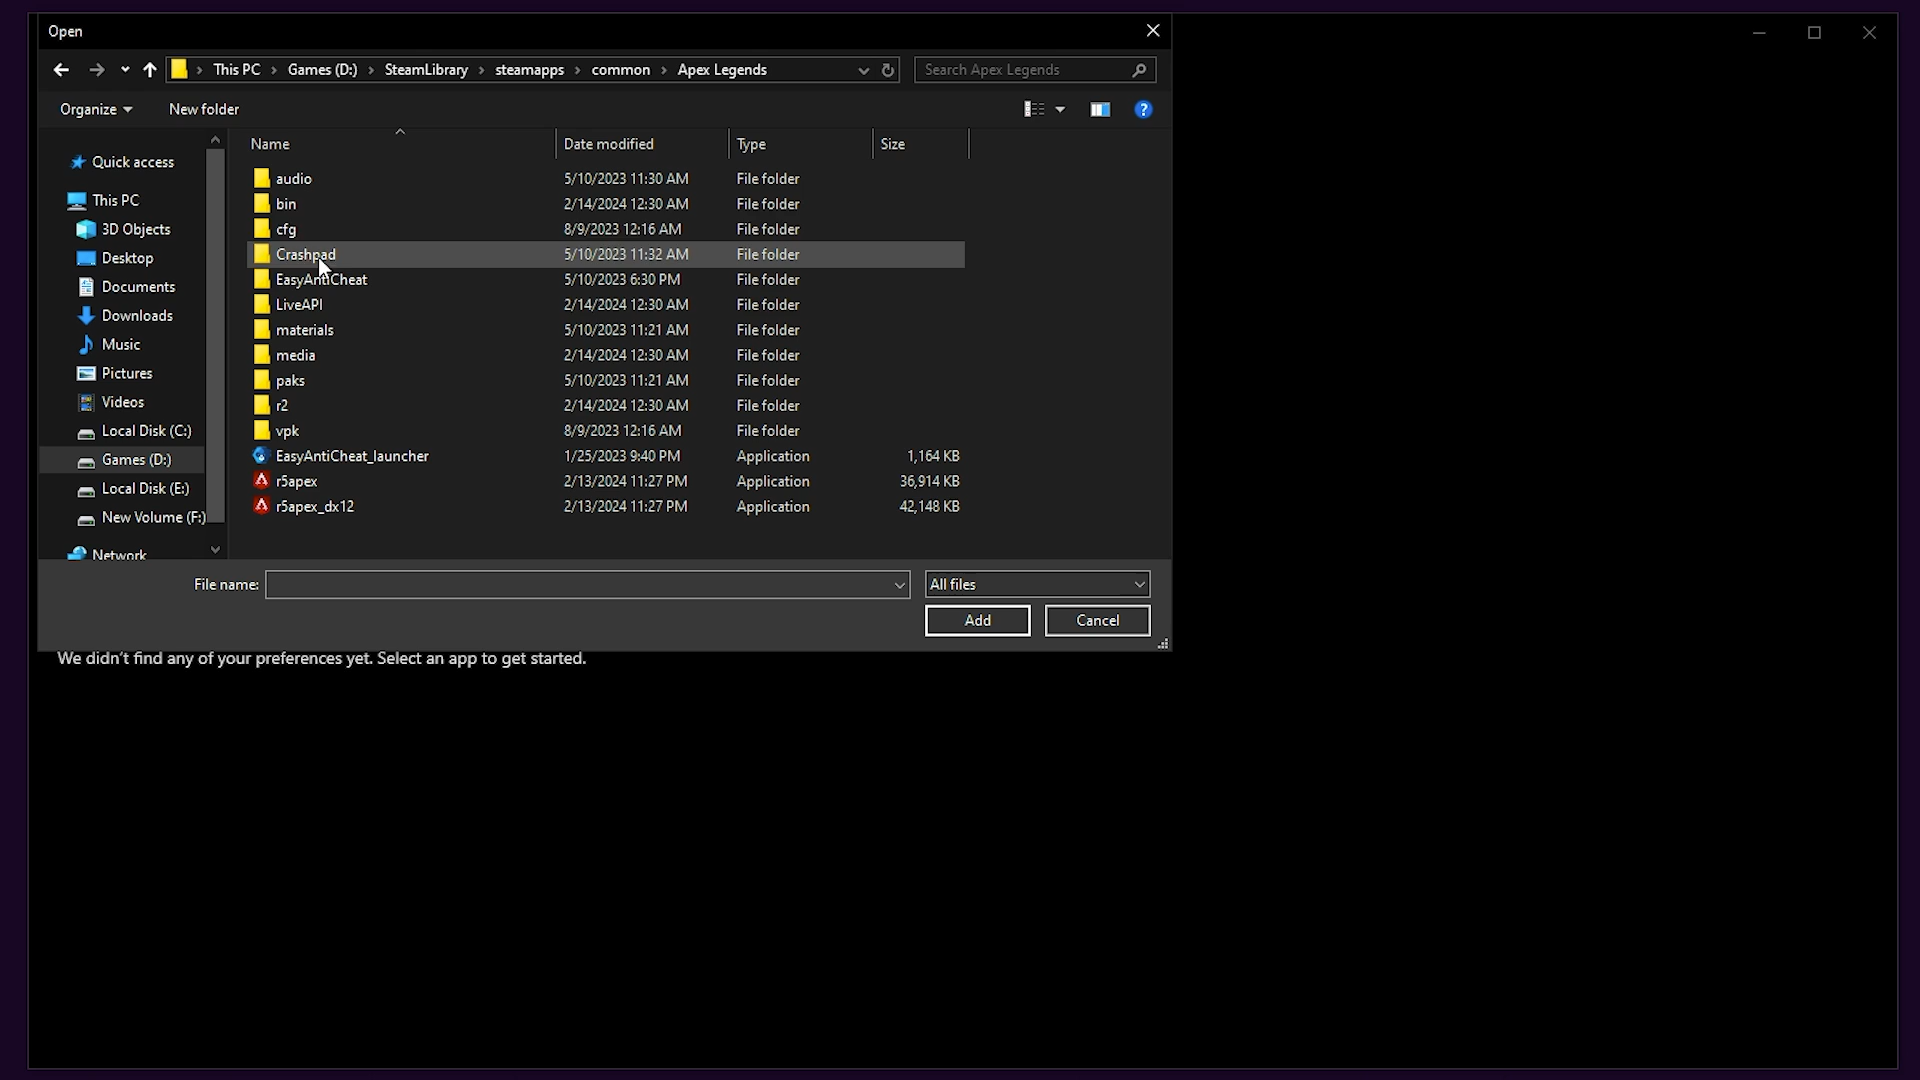 Open
This PC > Games (D:) > SteamLibrary > steamapps > common > Apex Legends
Search Apex Legends
Organize New folder
Name Date modified Type Size
Quick access
This PC
3D Objects
Desktop
Documents
Downloads
Music
Pictures
Videos
Local Disk (C:)
Games (D:)
Local Disk (E:)
New Volume (F:)
Network
audio 5/10/2023 11:30 AM File folder
bin 2/14/2024 12:30 AM File folder
cfg 8/9/2023 12:16 AM File folder
Crashpad 5/10/2023 11:32 AM File folder
EasyAntiCheat 5/10/2023 6:30 PM File folder
LiveAPI 2/14/2024 12:30 AM File folder
materials 5/10/2023 11:21 AM File folder
media 2/14/2024 12:30 AM File folder
paks 5/10/2023 11:21 AM File folder
r2 2/14/2024 12:30 AM File folder
vpk 8/9/2023 12:16 AM File folder
EasyAntiCheat_launcher 1/25/2023 9:40 PM Application 1,164 KB
r5apex 2/13/2024 11:27 PM Application 36,914 KB
r5apex_dx12 2/13/2024 11:27 PM Application 42,148 KB
File name: All files
Add Cancel
We didn't find any of your preferences yet. Select an app to get started.